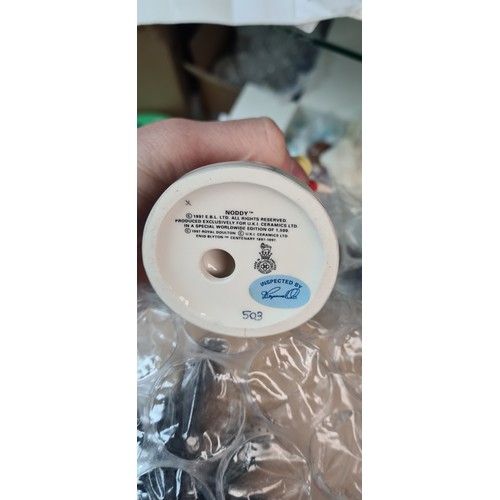 NODDY™
© 1997 E.B.L. LTD. ALL RIGHTS RESERVED.
PRODUCED EXCLUSIVELY FOR U.K.I. CERAMICS LTD.
IN A SPECIAL WORLDWIDE EDITION OF 1,500
© 1997 ROYAL DOULTON © U.K.I. CERAMICS LTD.
ENID BLYTON™ CENTENARY 1897-1997
INSPECTED BY
503